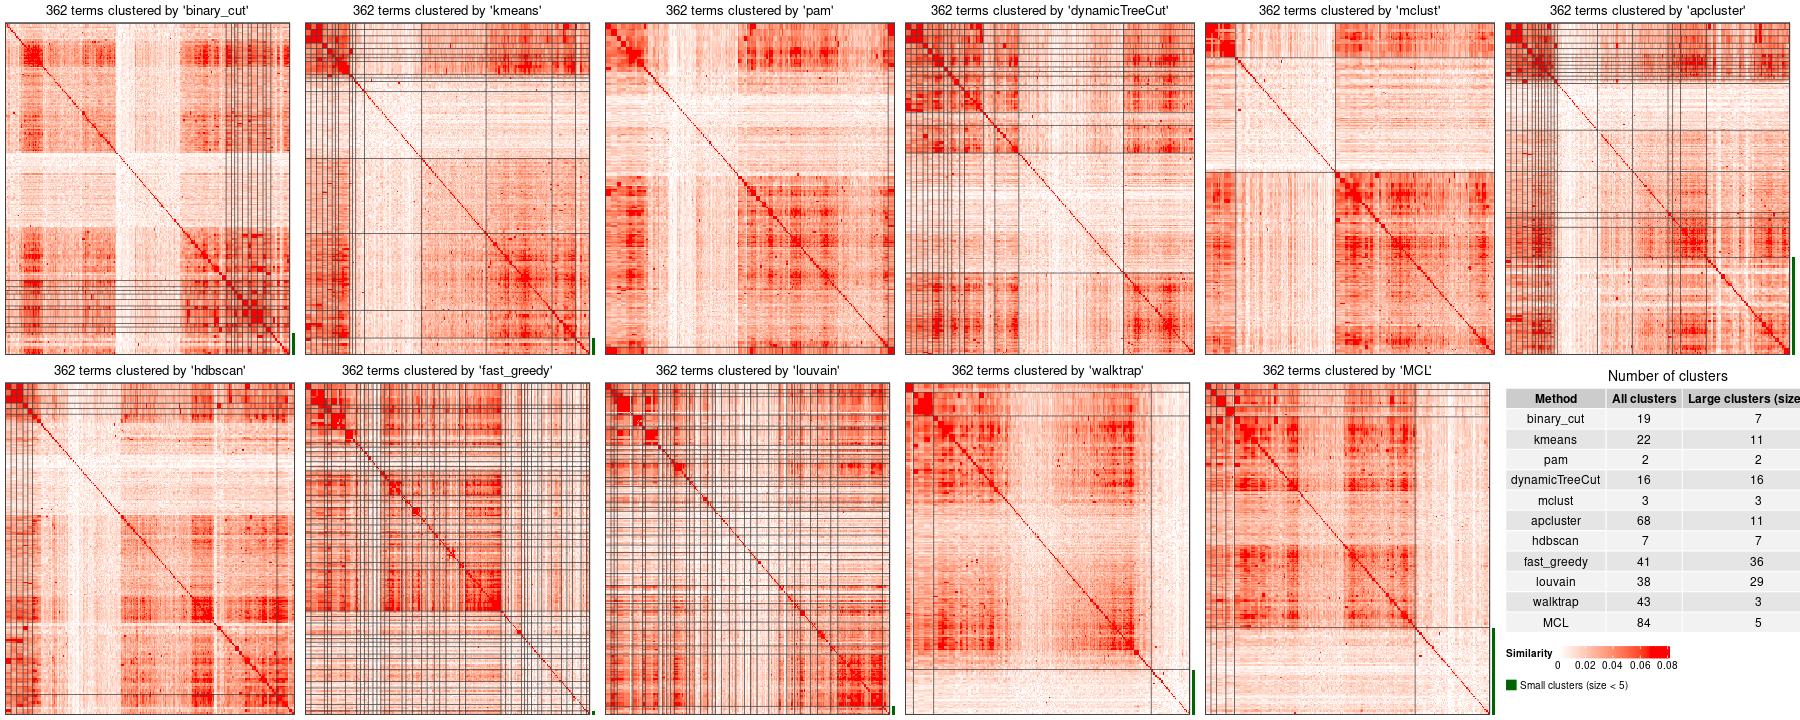 362 terms clustered by 'binary_cut'
362 terms clustered by 'kmeans'
362 terms clustered by 'pam'
362 terms clustered by 'dynamicTreeCut'
362 terms clustered by 'mclust'
362 terms clustered by 'apcluster'
362 terms clustered by 'hdbscan'
362 terms clustered by 'fast_greedy'
362 terms clustered by 'louvain'
362 terms clustered by 'walktrap'
362 terms clustered by 'MCL'
Number of clusters
Method All clusters Large clusters (size
binary_cut 19 7
kmeans 22 11
pam 2 2
dynamicTreeCut 16 16
mclust 3 3
apcluster 68 11
hdbscan 7 7
fast_greedy 41 36
louvain 38 29
walktrap 43 3
MCL 84 5
Similarity
0 0.02 0.04 0.06 0.08
Small clusters (size < 5)